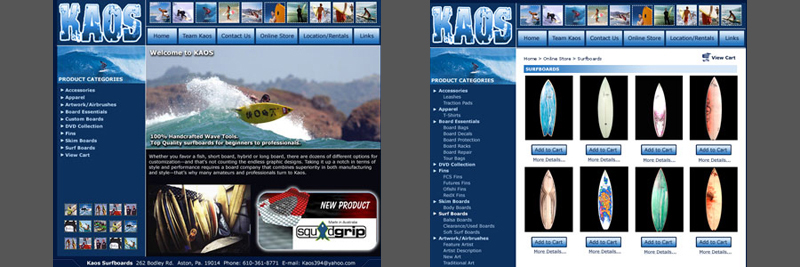 KAOS
Home
Team Kaos
Contact Us
Online Store
Location/Rentals
Links
PRODUCT CATEGORIES
Accessories
Apparel
Artwork/Airbrushes
Board Essentials
Custom Boards
DVD Collection
Fins
Skim Boards
Surf Boards
View Cart
Welcome to KAOS
100% Handcrafted Wave Tools.
Top Quality surfboards for beginners to professionals.
Whether you favor a fish, short board, hybrid or long board, there are dozens of different options for
customization—and that's not counting the endless graphic designs. Taking it up a notch in terms of
style and performance requires a board company that combines superiority in both manufacturing
and style—that's why many amateurs and professionals turn to Kaos.
NEW PRODUCT
Made in Australia
squidgrip
Kaos Surfboards 262 Bodley Rd. Aston, Pa. 19014 Phone: 610-361-8771 E-mail: Kaos394@yahoo.com
KAOS
Home
Team Kaos
Contact Us
Online Store
Location/Rentals
Links
PRODUCT CATEGORIES
Accessories
Leashes
Traction Pads
Apparel
T-Shirts
Board Essentials
Board Bags
Board Decals
Board Protection
Board Racks
Board Repair
Tour Bags
DVD Collection
Fins
FCS Fins
Futures Fins
Ofishl Fins
RedX Fins
Skim Boards
Body Boards
Surf Boards
Balsa Boards
Clearance/Used Boards
Soft Surf Boards
Artwork/Airbrushes
Feature Artist
Artist Description
New Art
Traditional Art
Home > Online Store > Surfboards
View Cart
SURFBOARDS
Add to Cart
Add to Cart
Add to Cart
Add to Cart
More Details...
More Details...
More Details...
More Details...
Add to Cart
Add to Cart
Add to Cart
Add to Cart
More Details...
More Details...
More Details...
More Details...